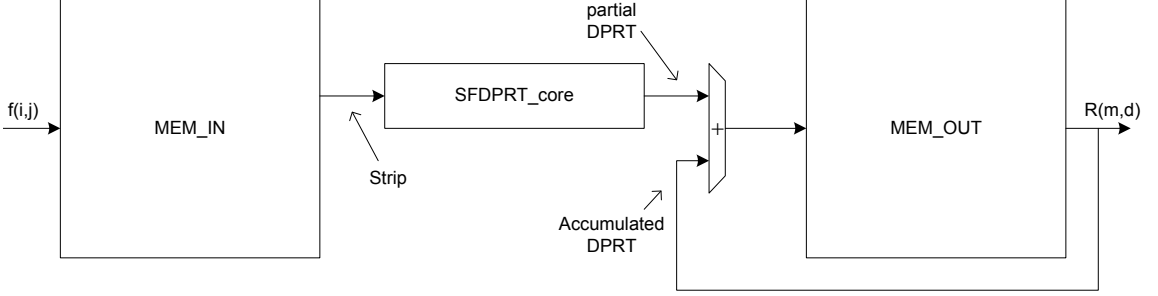 partial
DPRT
f(i,j)
MEM_IN
Strip
SFDPRT_core
+
Accumulated
DPRT
MEM_OUT
R(m,d)